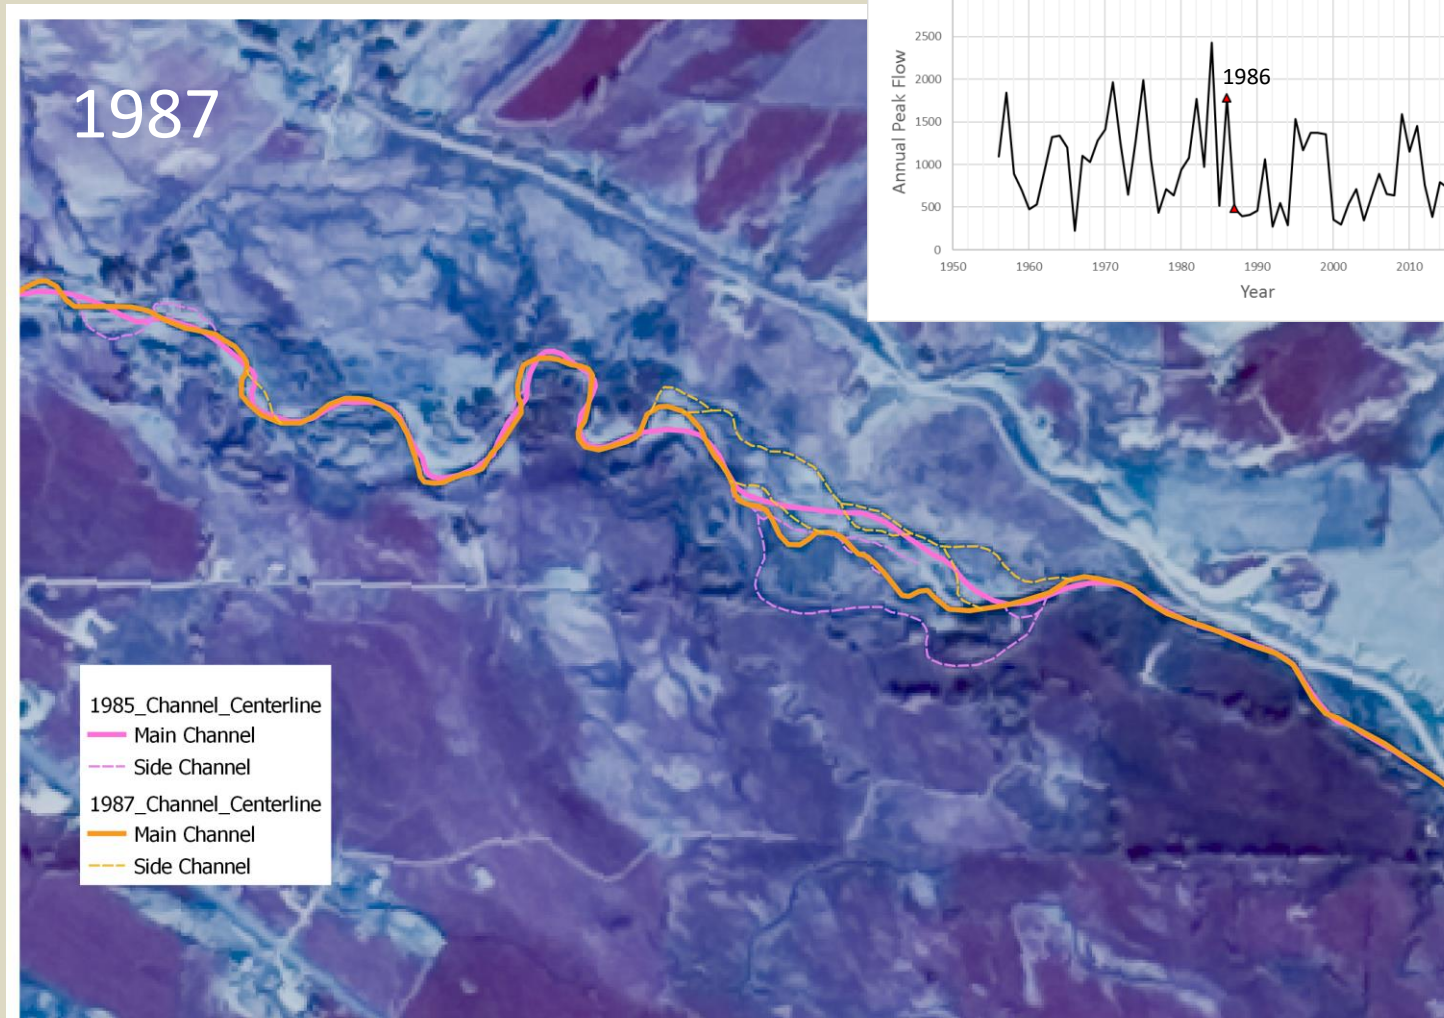 1987
2500
2000
1500
1000
500
0
Annual Peak Flow
1986
1950 1960 1970 1980 1990 2000 2010
Year
1985_Channel_Centerline
Main Channel
Side Channel
1987_Channel_Centerline
Main Channel
Side Channel